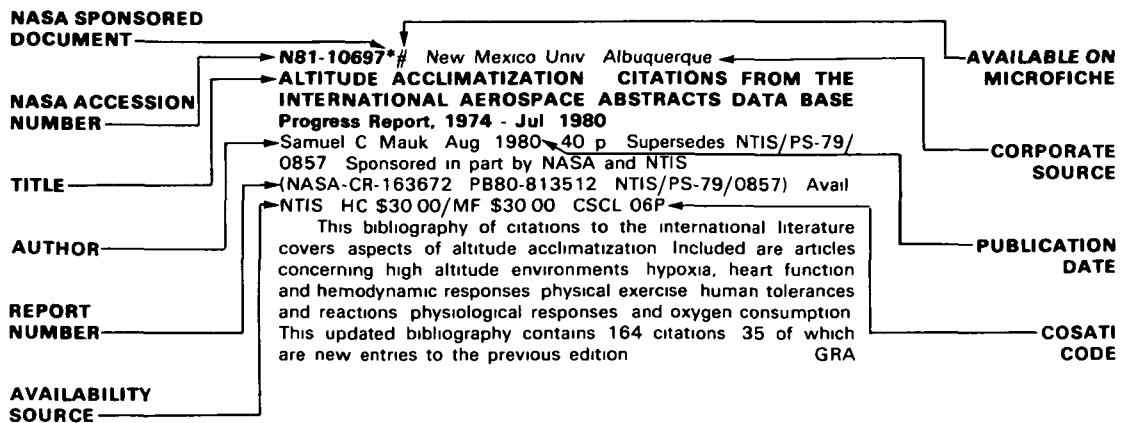 NASA SPONSORED
DOCUMENT
NASA ACCESSION
NUMBER
TITLE
AUTHOR
REPORT
NUMBER
AVAILABILITY
SOURCE
N81-10697*# New Mexico Univ Albuquerque
ALTITUDE ACCLIMATIZATION CITATIONS FROM THE
INTERNATIONAL AEROSPACE ABSTRACTS DATA BASE
Progress Report, 1974 - Jul 1980
Samuel C Mauk Aug 1980 40 p Supersedes NTIS/PS-79/
0857 Sponsored in part by NASA and NTIS
(NASA-CR-163672 PB80-813512 NTIS/PS-79/0857) Avail
NTIS HC $30 00/MF $30 00 CSCL 06P
This bibliography of citations to the international literature
covers aspects of altitude acclimatization Included are articles
concerning high altitude environments hypoxia, heart function
and hemodynamic responses physical exercise human tolerances
and reactions physiological responses and oxygen consumption
This updated bibliography contains 164 citations 35 of which
are new entries to the previous edition GRA
AVAILABLE ON
MICROFICHE
CORPORATE
SOURCE
PUBLICATION
DATE
COSATI
CODE